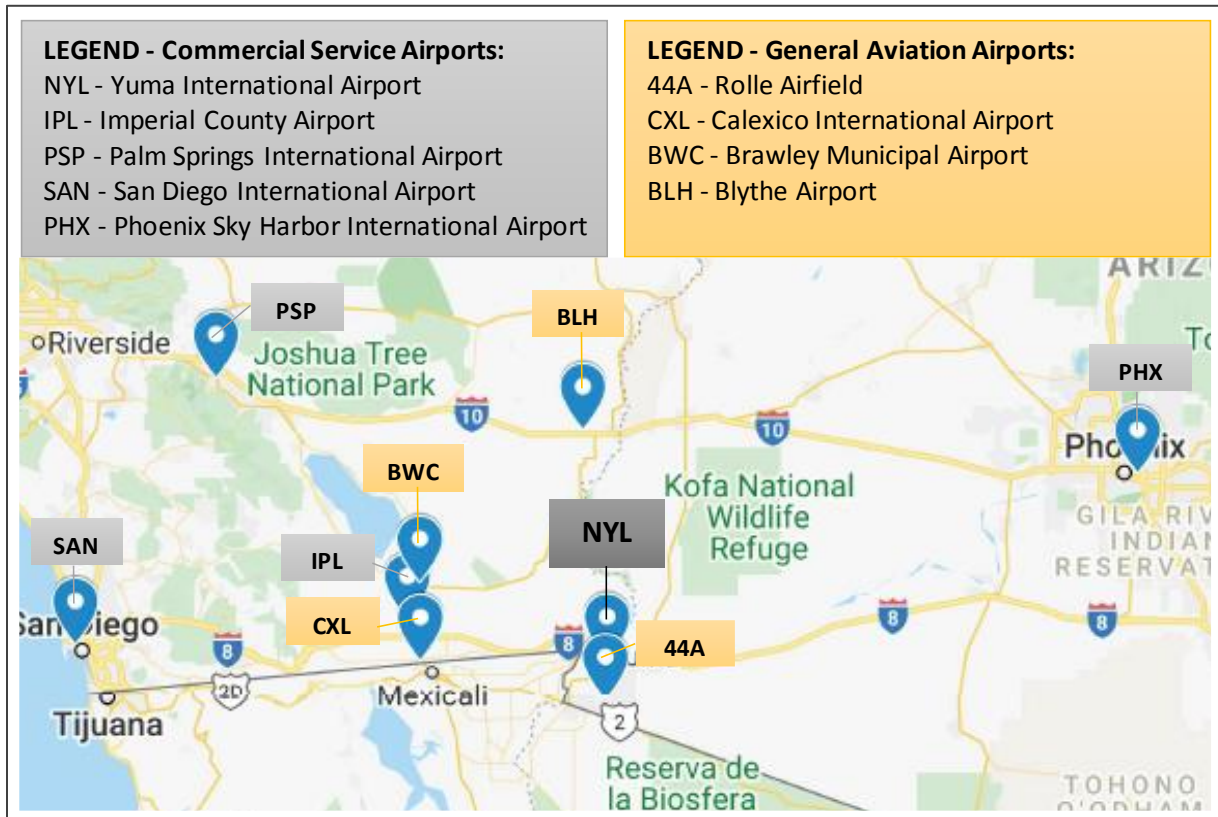 LEGEND - Commercial Service Airports:
NYL - Yuma International Airport
IPL - Imperial County Airport
PSP - Palm Springs International Airport
SAN - San Diego International Airport
PHX - Phoenix Sky Harbor International Airport
LEGEND - General Aviation Airports:
44A - Rolle Airfield
CXL - Calexico International Airport
BWC - Brawley Municipal Airport
BLH - Blythe Airport
ARIZ
PSP
BLH
Riverside
To
Joshua Tree
National Park
PHX
10
10
Phoenix
BWC
Kofa National
Wildlife
Refuge
NYL
GILA RIV
INDIAN
RESERVAT
SAN
IPL
San Diego
CXL
8
8
8
8
44A
2D
Mexicali
Tijuana
2
Reserva de
la Biosfera
TOHONO
O'ODHAM